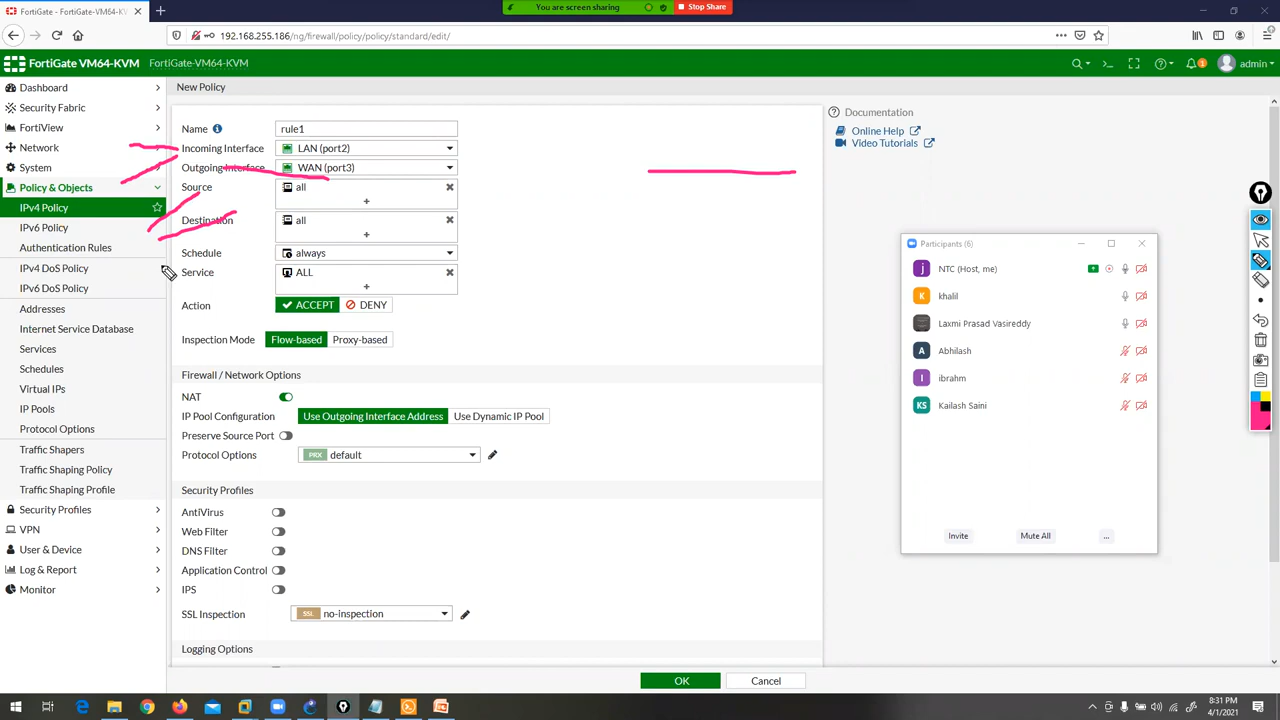 FortiGate - FortiGate-VM64-KVM
You are screen sharing
Stop Share
192.168.255.186/ng/firewall/policy/policy/standard/edit/
FortiGate VM64-KVM
FortiGate-VM64-KVM
1
admin
Dashboard
Security Fabric
FortiView
Network
System
Policy & Objects
IPv4 Policy
IPv6 Policy
Authentication Rules
IPv4 DoS Policy
IPv6 DoS Policy
Addresses
Internet Service Database
Services
Schedules
Virtual IPs
IP Pools
Protocol Options
Traffic Shapers
Traffic Shaping Policy
Traffic Shaping Profile
Security Profiles
VPN
User & Device
Log & Report
Monitor
New Policy
Name rule1
Incoming Interface LAN (port2)
Outgoing Interface WAN (port3)
Source all
+
Destination all
+
Schedule always
Service ALL
+
Action ACCEPT DENY
Inspection Mode Flow-based Proxy-based
Firewall / Network Options
NAT
IP Pool Configuration Use Outgoing Interface Address Use Dynamic IP Pool
Preserve Source Port
Protocol Options PRX default
Security Profiles
AntiVirus
Web Filter
DNS Filter
Application Control
IPS
SSL Inspection SSL no-inspection
Logging Options
OK Cancel
Documentation
Online Help
Video Tutorials
Participants (6)
j NTC (Host, me)
K khalil
Laxmi Prasad Vasireddy
A Abhilash
I ibrahm
KS Kailash Saini
Invite Mute All ...
8:31 PM
4/1/2021